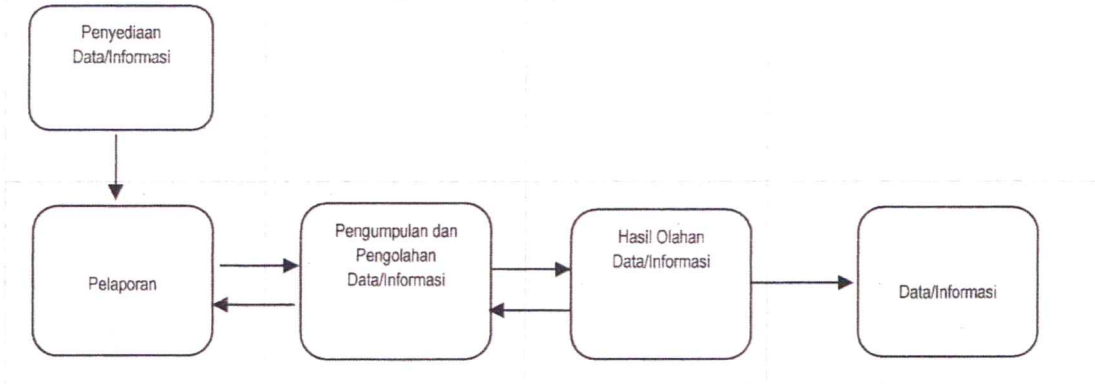 Penyediaan
Data/Informasi
Pelaporan
Pengumpulan dan
Pengolahan
Data/Informasi
Hasil Olahan
Data/Informasi
Data/Informasi